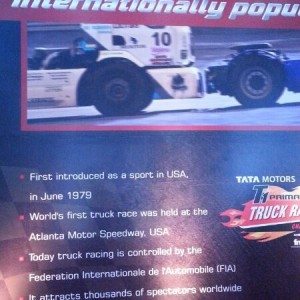 Internationally popu
10
• First introduced as a sport in USA,
in June 1979
• World's first truck race was held at the
Atlanta Motor Speedway, USA
• Today truck racing is controlled by the
Federation Internationale de l'Automobile (FIA)
• It attracts thousands of spectators worldwide
TATA MOTORS
T1 PRIMA
TRUCK RA